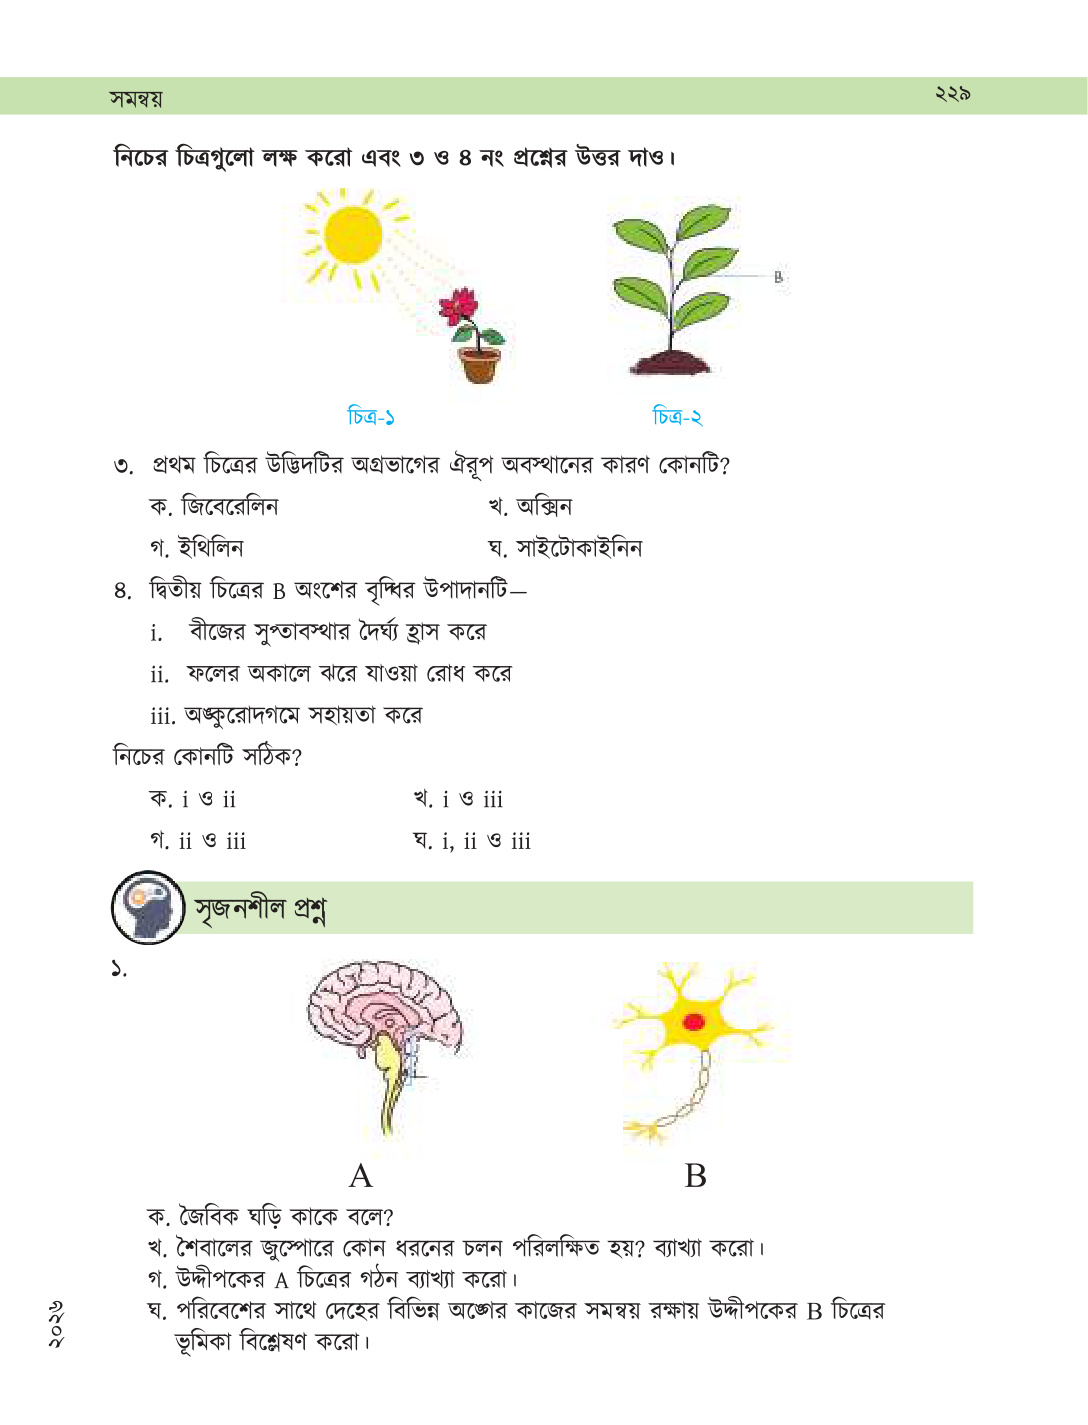 সমন্বয়
২২৯
নিচের চিত্রগুলো লক্ষ করো এবং ৩ ও ৪ নং প্রশ্নের উত্তর দাও।
B
চিত্র-১
চিত্র-২
৩. প্রথম চিত্রের উদ্ভিদটির অগ্রভাগের ঐরূপ অবস্থানের কারণ কোনটি?
ক. জিবেরেলিন
খ. অক্সিন
গ. ইথিলিন
ঘ. সাইটোকাইনিন
৪. দ্বিতীয় চিত্রের B অংশের বৃদ্ধির উপাদানটি—
i. বীজের সুপ্তাবস্থার দৈর্ঘ্য হ্রাস করে
ii. ফলের অকালে ঝরে যাওয়া রোধ করে
iii. অঙ্কুরোদগমে সহায়তা করে
নিচের কোনটি সঠিক?
ক. i ও ii
খ. i ও iii
গ. ii ও iii
ঘ. i, ii ও iii
সৃজনশীল প্রশ্ন
১.
A
B
ক. জৈবিক ঘড়ি কাকে বলে?
খ. শৈবালের জুস্পোরে কোন ধরনের চলন পরিলক্ষিত হয়? ব্যাখ্যা করো।
গ. উদ্দীপকের A চিত্রের গঠন ব্যাখ্যা করো।
ঘ. পরিবেশের সাথে দেহের বিভিন্ন অঙ্গের কাজের সমন্বয় রক্ষায় উদ্দীপকের B চিত্রের
ভূমিকা বিশ্লেষণ করো।
২০২৬